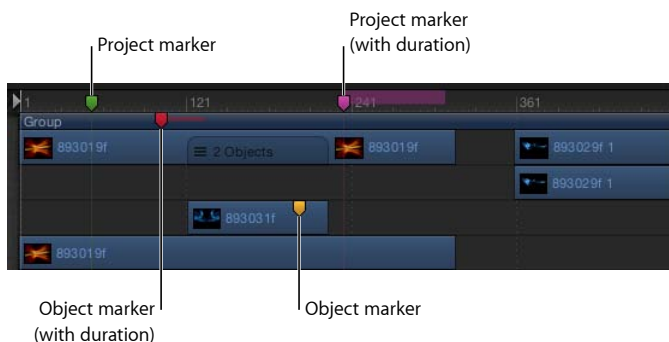 Project marker
(with duration)
Project marker
1 121 241 361
Group
893019f 893019f 893029f 1
2 Objects
893029f 1
893031f
893019f
Object marker
(with duration)
Object marker